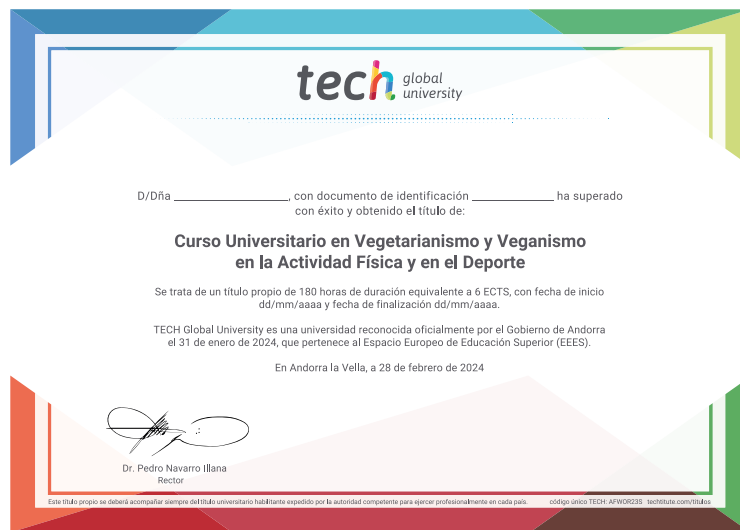 tech global university
D/Dña ____________________, con documento de identificación ______________ ha superado
con éxito y obtenido el título de:
Curso Universitario en Vegetarianismo y Veganismo
en la Actividad Física y en el Deporte
Se trata de un título propio de 180 horas de duración equivalente a 6 ECTS, con fecha de inicio
dd/mm/aaaa y fecha de finalización dd/mm/aaaa.
TECH Global University es una universidad reconocida oficialmente por el Gobierno de Andorra
el 31 de enero de 2024, que pertenece al Espacio Europeo de Educación Superior (EEES).
En Andorra la Vella, a 28 de febrero de 2024
Dr. Pedro Navarro Illana
Rector
Este título propio se deberá acompañar siempre del título universitario habilitante expedido por la autoridad competente para ejercer profesionalmente en cada país. código único TECH: AFWOR23S techtitute.com/titulos